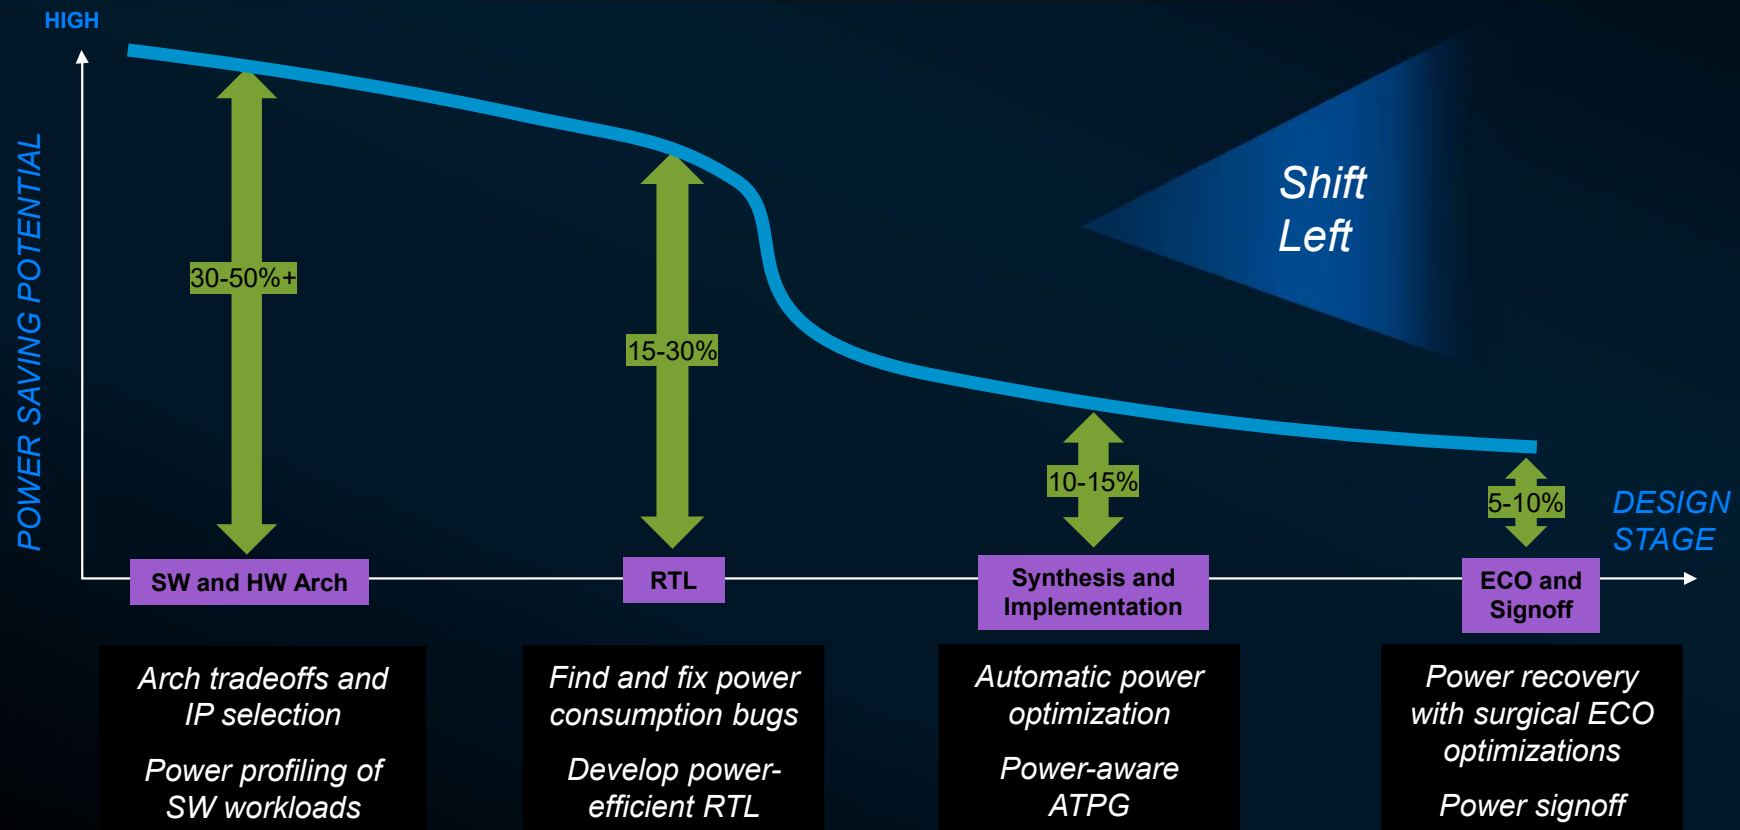 HIGH
POWER SAVING POTENTIAL
Shift
Left
30-50%+
15-30%
10-15%
5-10%
DESIGN
STAGE
SW and HW Arch
RTL
Synthesis and
Implementation
ECO and
Signoff
Arch tradeoffs and
IP selection
Power profiling of
SW workloads
Find and fix power
consumption bugs
Develop power-
efficient RTL
Automatic power
optimization
Power-aware
ATPG
Power recovery
with surgical ECO
optimizations
Power signoff